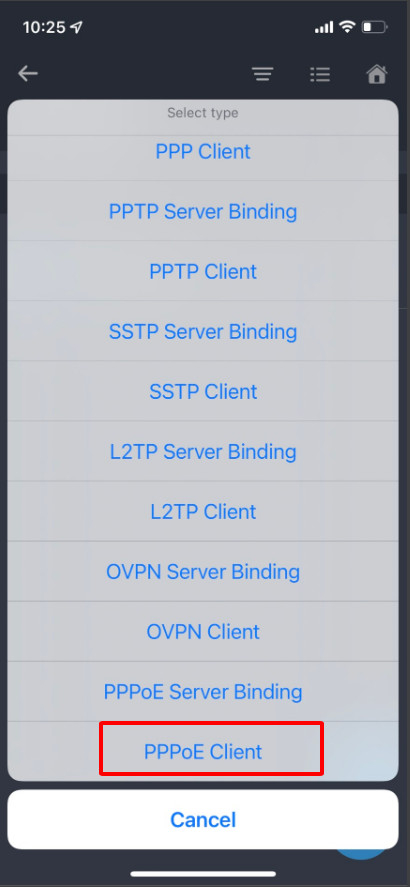 10:25
Select type
PPP Client
PPTP Server Binding
PPTP Client
SSTP Server Binding
SSTP Client
L2TP Server Binding
L2TP Client
OVPN Server Binding
OVPN Client
PPPoE Server Binding
PPPoE Client
Cancel